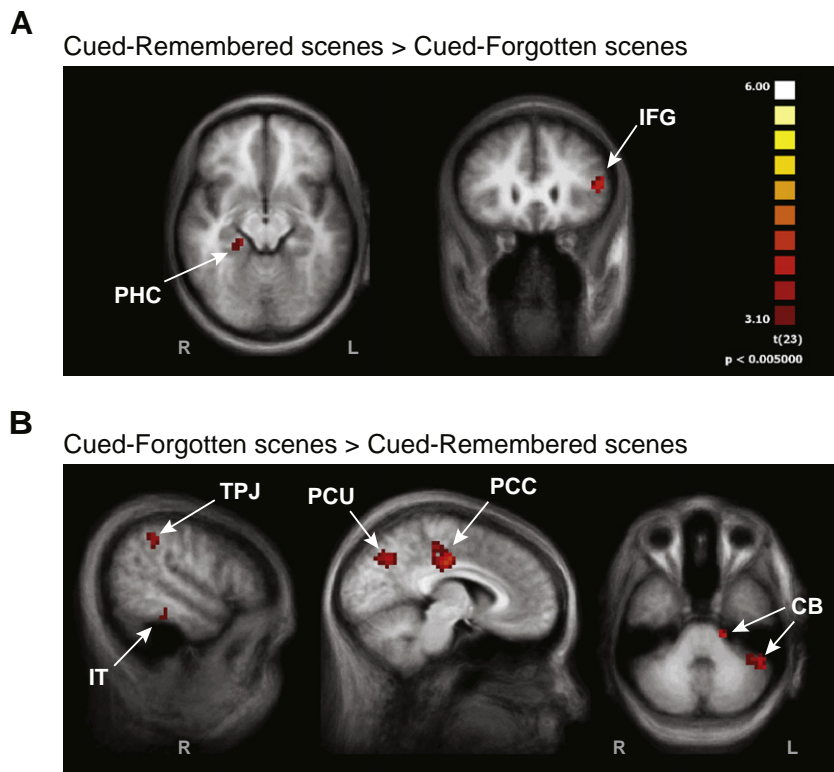 A
Cued-Remembered scenes > Cued-Forgotten scenes
PHC
R
L
IFG
6.00
3.10
t(23)
p < 0.005000
B
Cued-Forgotten scenes > Cued-Remembered scenes
TPJ
IT
R
PCU
PCC
CB
R
L